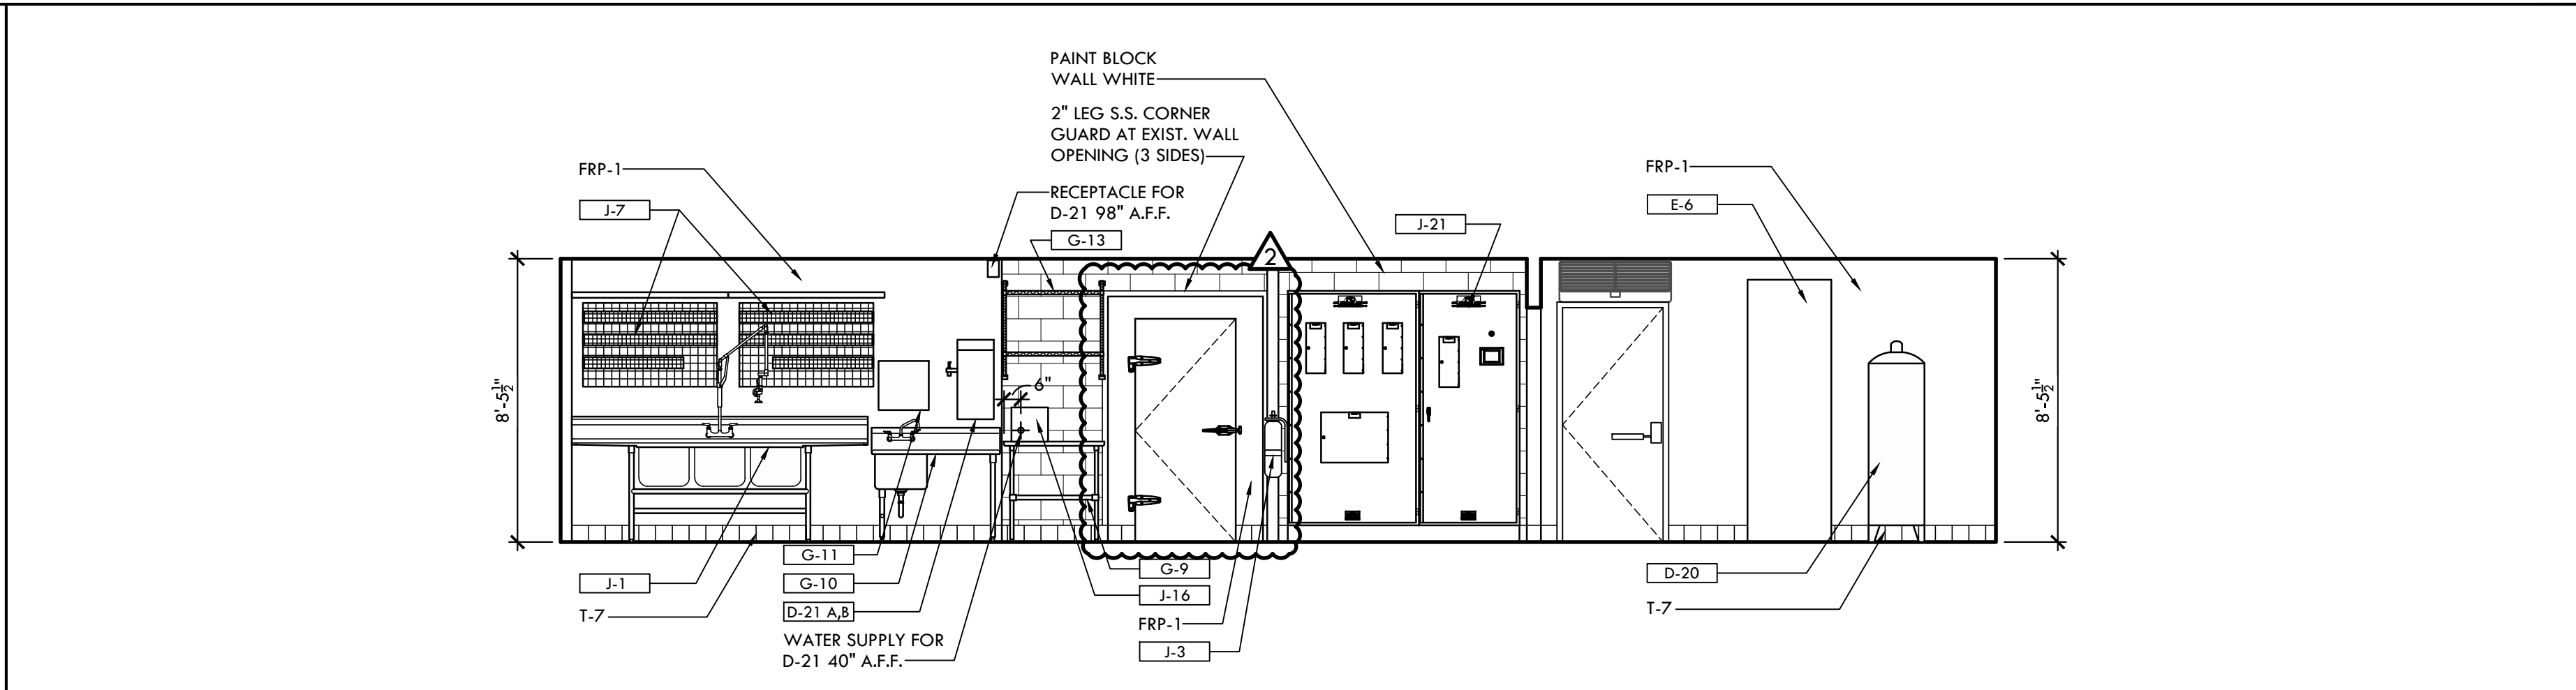 PAINT BLOCK
WALL WHITE
2" LEG S.S. CORNER
GUARD AT EXIST. WALL
OPENING (3 SIDES)
FRP-1
J-7
RECEPTACLE FOR
D-21 98" A.F.F.
G-13
J-21
FRP-1
E-6
2
8'-5½"
6"
8'-5½"
G-11
J-1
G-10
T-7
D-21 A,B
WATER SUPPLY FOR
D-21 40" A.F.F.
G-9
J-16
FRP-1
J-3
D-20
T-7